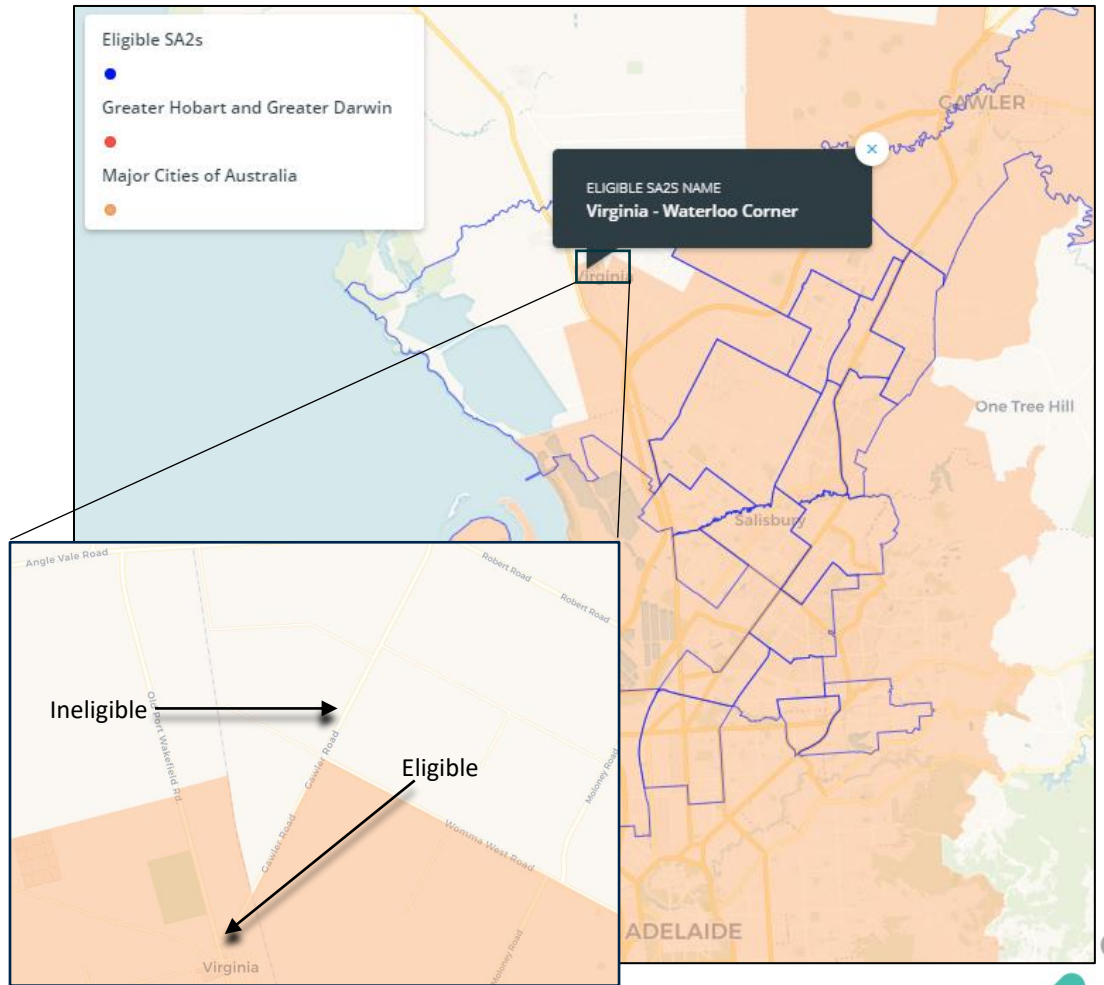 Eligible SA2s
Greater Hobart and Greater Darwin
Major Cities of Australia
GAWLER
×
ELIGIBLE SA2S NAME
Virginia - Waterloo Corner
Virginia
One Tree Hill
Salisbury
ADELAIDE
Angle Vale Road
Robert Road
Robert Road
Old Port Wakefield Rd.
Ineligible
Gawler Road
Eligible
Moloney Road
Gawler Road
Womma West Road
Moloney Road
Virginia